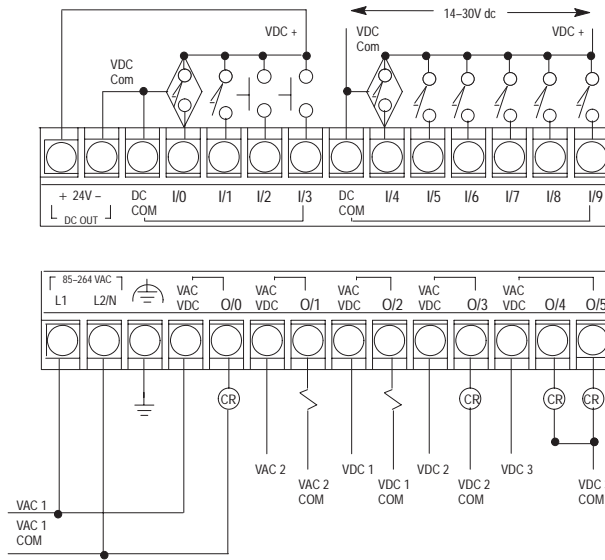 14–30V dc
VDC +
VDC
Com
VDC +
VDC
Com
+ 24V –
DC OUT
DC
COM
I/0
I/1
I/2
I/3
DC
COM
I/4
I/5
I/6
I/7
I/8
I/9
85–264 VAC
L1
L2/N
VAC
VDC
O/0
VAC
VDC
O/1
VAC
VDC
O/2
VAC
VDC
O/3
VAC
VDC
O/4
O/5
CR
CR
CR
CR
VAC 2
VAC 2
COM
VDC 1
VDC 1
COM
VDC 2
VDC 2
COM
VDC 3
VDC
COM
VAC 1
VAC 1
COM